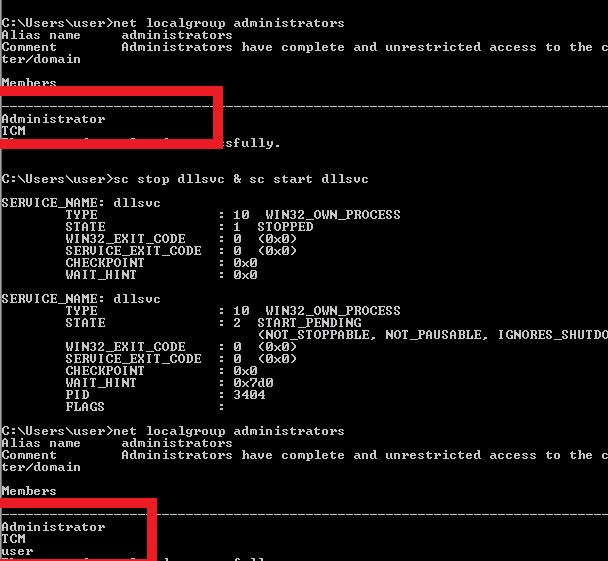 C:\Users\user>net localgroup administrators
Alias name     administrators
Comment        Administrators have complete and unrestricted access to the c
ter/domain
Members
-------------------------------------------------------------------------------
Administrator
TCM
sfully.
C:\Users\user>sc stop dllsvc & sc start dllsvc
SERVICE_NAME: dllsvc
        TYPE               : 10  WIN32_OWN_PROCESS
        STATE              : 1  STOPPED
        WIN32_EXIT_CODE    : 0  (0x0)
        SERVICE_EXIT_CODE  : 0  (0x0)
        CHECKPOINT         : 0x0
        WAIT_HINT          : 0x0
SERVICE_NAME: dllsvc
        TYPE               : 10  WIN32_OWN_PROCESS
        STATE              : 2  START_PENDING
                                (NOT_STOPPABLE, NOT_PAUSABLE, IGNORES_SHUTDO
        WIN32_EXIT_CODE    : 0  (0x0)
        SERVICE_EXIT_CODE  : 0  (0x0)
        CHECKPOINT         : 0x0
        WAIT_HINT          : 0x7d0
        PID                : 3404
        FLAGS              :
C:\Users\user>net localgroup administrators
Alias name     administrators
Comment        Administrators have complete and unrestricted access to the c
ter/domain
Members
-------------------------------------------------------------------------------
Administrator
TCM
user